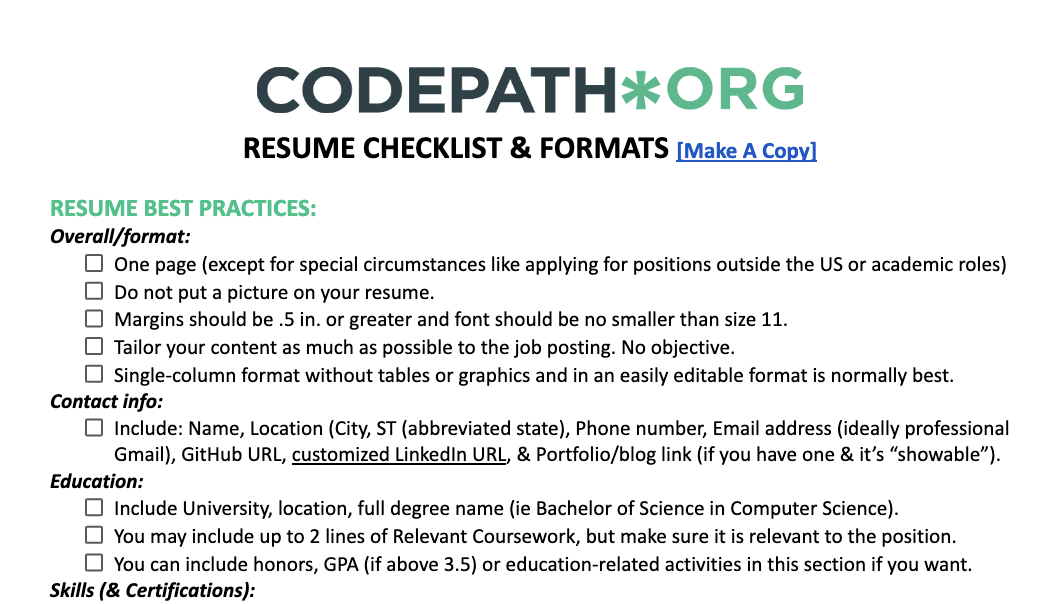 CODEPATH*ORG
RESUME CHECKLIST & FORMATS [Make A Copy]
RESUME BEST PRACTICES:
Overall/format:
One page (except for special circumstances like applying for positions outside the US or academic roles)
Do not put a picture on your resume.
Margins should be .5 in. or greater and font should be no smaller than size 11.
Tailor your content as much as possible to the job posting. No objective.
Single-column format without tables or graphics and in an easily editable format is normally best.
Contact info:
Include: Name, Location (City, ST (abbreviated state), Phone number, Email address (ideally professional
Gmail), GitHub URL, customized LinkedIn URL, & Portfolio/blog link (if you have one & it’s “showable”).
Education:
Include University, location, full degree name (ie Bachelor of Science in Computer Science).
You may include up to 2 lines of Relevant Coursework, but make sure it is relevant to the position.
You can include honors, GPA (if above 3.5) or education-related activities in this section if you want.
Skills (& Certifications):